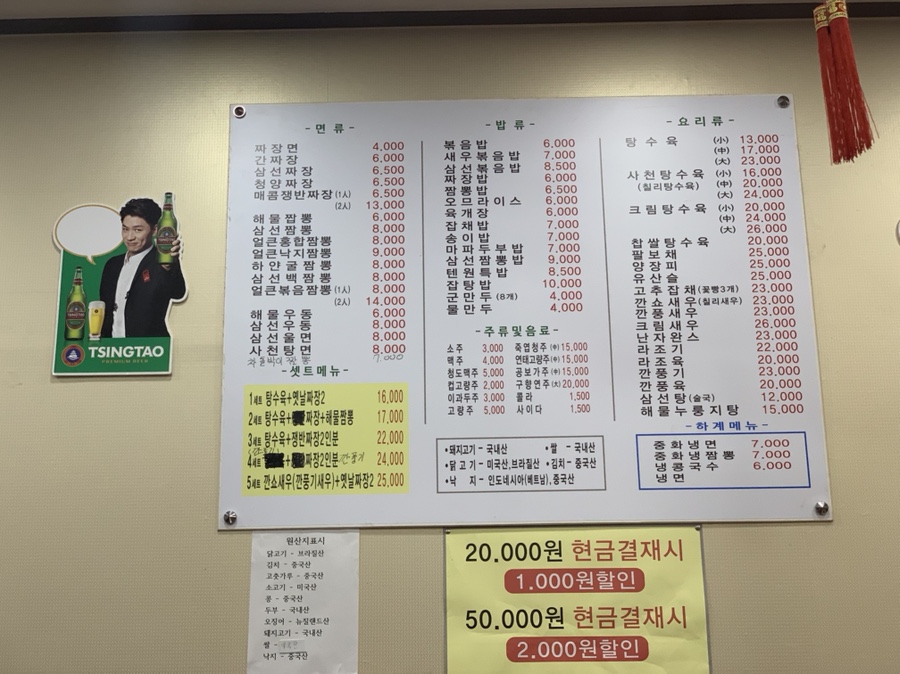 - 면 류 -
짜장면 4,000
간짜장 6,000
삼선짜장 6,500
청양짜장 6,500
매콤쟁반짜장 (1人) 6,500
(2人) 13,000
해물짬뽕 6,000
삼선짬뽕 8,000
얼큰홍합짬뽕 8,000
얼큰낙지짬뽕 9,000
하얀굴짬뽕 8,000
삼선백짬뽕 8,000
얼큰볶음짬뽕 (1人) 8,000
(2人) 14,000
해물우동 6,000
삼선우동 8,000
삼선울면 8,000
사천탕면 8,000
7,000
- 셋트메뉴 -
1세트 탕수육+옛날짜장2 16,000
2세트 탕수육+짜장+해물짬뽕 17,000
3세트 탕수육+쟁반짜장2인분 22,000
4세트 +짜장2인분 24,000
5세트 깐쇼새우(깐풍기새우)+옛날짜장2 25,000
- 밥 류 -
볶음밥 6,000
새우볶음밥 7,000
삼선볶음밥 8,500
짜장밥 6,000
짬뽕밥 6,500
오므라이스 6,000
육개장 6,000
잡채밥 7,000
송이밥 7,000
마파두부밥 7,000
삼선짬뽕밥 9,000
텐원특밥 8,500
잡탕밥 10,000
군만두 (8개) 4,000
물만두 4,000
- 주류및음료 -
소주 3,000 죽엽청주 (中) 15,000
맥주 4,000 연태고량주 (中) 15,000
청도맥주 5,000 공보가주 (中) 15,000
컵고량주 2,000 구향연주 (大) 20,000
이과두주 3,000 콜라 1,500
고량주 5,000 사이다 1,500
•돼지고기 - 국내산 •쌀 - 국내산
•닭고기 - 미국산,브라질산 •김치 - 중국산
•낙지 - 인도네시아(베트남),중국산
- 요리류 -
탕수육 (小) 13,000
(中) 17,000
(大) 23,000
사천탕수육 (小) 16,000
(칠리탕수육) (中) 20,000
(大) 24,000
크림탕수육 (小) 20,000
(中) 24,000
(大) 26,000
찹쌀탕수육 20,000
팔보채 25,000
양장피 25,000
유산슬 25,000
고추잡채 (꽃빵3개) 23,000
깐쇼새우 (칠리새우) 23,000
깐풍새우 23,000
크림새우 26,000
난자완스 23,000
라조기 22,000
라조육 20,000
깐풍기 23,000
깐풍육 20,000
삼선탕 (술국) 12,000
해물누룽지탕 15,000
- 하계메뉴 -
중화냉면 7,000
중화냉짬뽕 7,000
냉콩국수 6,000
냉면
TSINGTAO
PREMIUM BEER
원산지표시
닭고기 - 브라질산
김치 - 중국산
고춧가루 - 중국산
소고기 - 미국산
콩 - 중국산
두부 - 국내산
오징어 - 뉴질랜드산
돼지고기 - 국내산
쌀 -
낙지 - 중국산
20.000원 현금결재시
1.000원할인
50.000원 현금결재시
2.000원할인